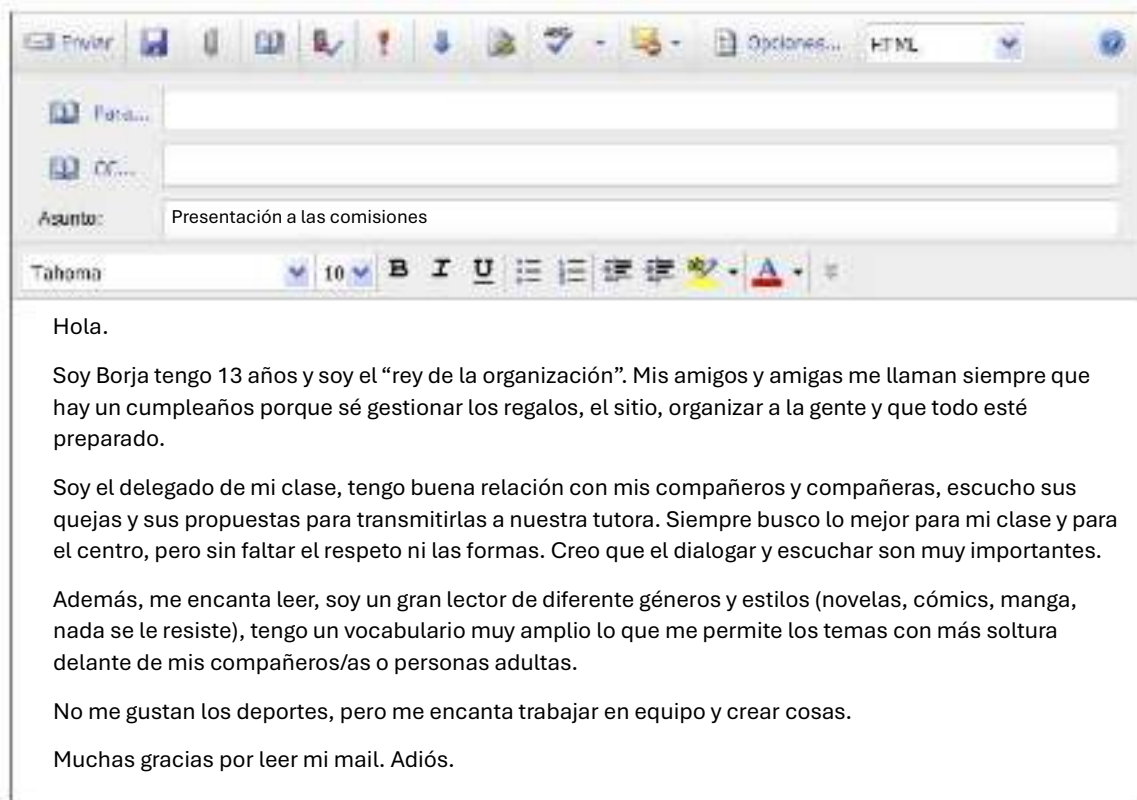 Enviar Opciones... HTML
Para...
CC...
Asunto: Presentación a las comisiones
Tahoma 10 B I U A
Hola.
Soy Borja tengo 13 años y soy el “rey de la organización”. Mis amigos y amigas me llaman siempre que
hay un cumpleaños porque sé gestionar los regalos, el sitio, organizar a la gente y que todo esté
preparado.
Soy el delegado de mi clase, tengo buena relación con mis compañeros y compañeras, escucho sus
quejas y sus propuestas para transmitirlas a nuestra tutora. Siempre busco lo mejor para mi clase y para
el centro, pero sin faltar el respeto ni las formas. Creo que el dialogar y escuchar son muy importantes.
Además, me encanta leer, soy un gran lector de diferente géneros y estilos (novelas, cómics, manga,
nada se le resiste), tengo un vocabulario muy amplio lo que me permite los temas con más soltura
delante de mis compañeros/as o personas adultas.
No me gustan los deportes, pero me encanta trabajar en equipo y crear cosas.
Muchas gracias por leer mi mail. Adiós.